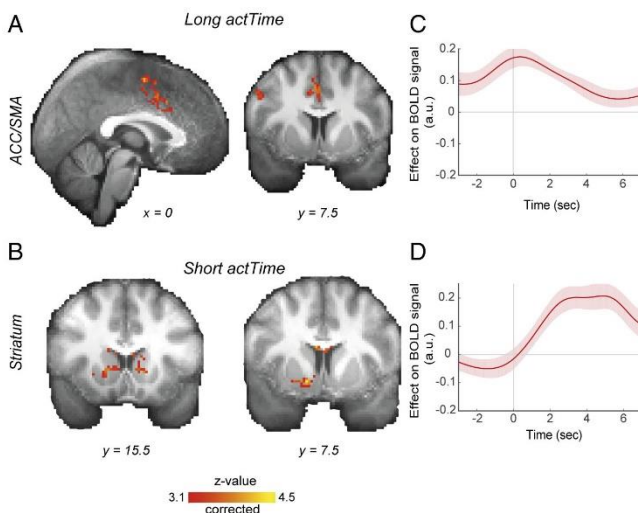 A
Long actTime
ACC/SMA
x = 0
y = 7.5
B
Short actTime
Striatum
y = 15.5
y = 7.5
z-value
3.1
4.5
corrected
C
Effect on BOLD signal
(a.u.)
0.2
0.1
0
0.1
0.2
-2
0
2
4
6
Time (sec)
D
Effect on BOLD signal
(a.u.)
0.2
0.1
0
-0.1
-0.2
-2
0
2
4
6
Time (sec)